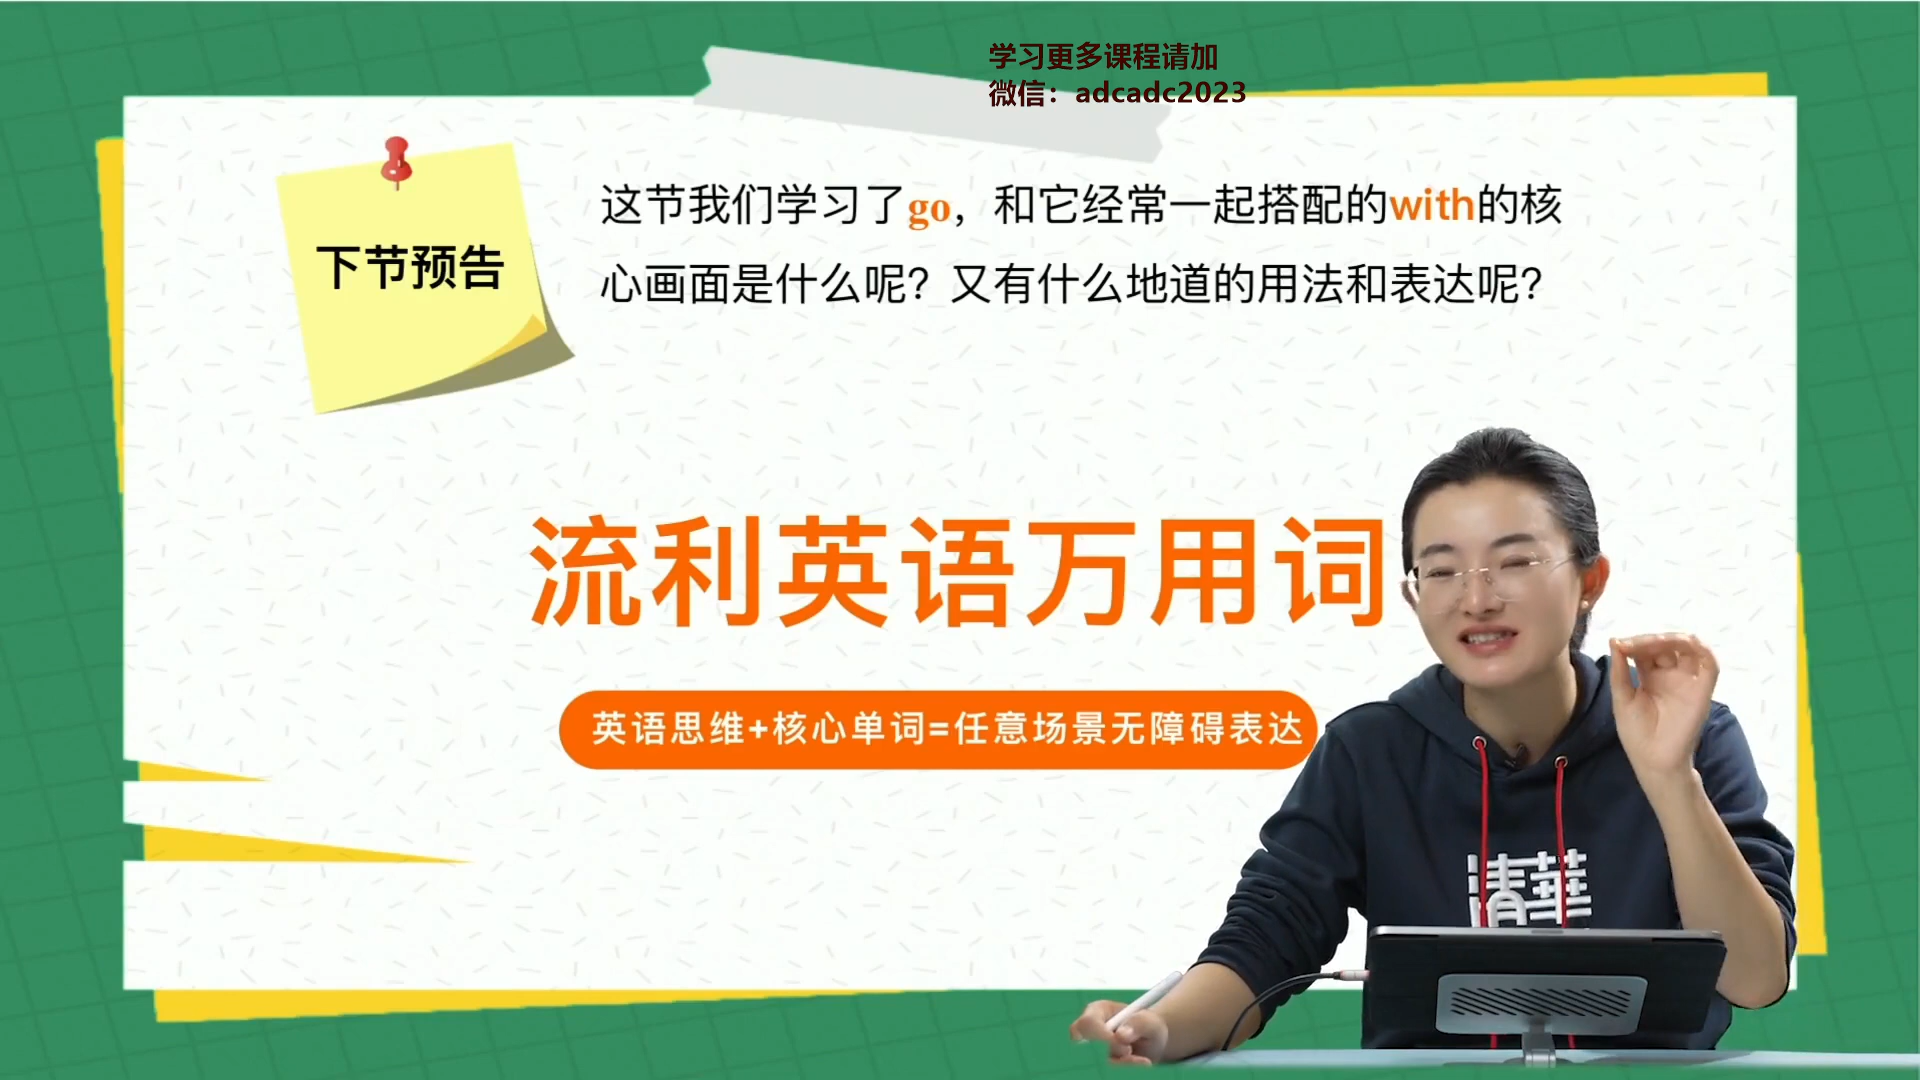 学习更多课程请加
微信：adcadc2023
下节预告
这节我们学习了go，和它经常一起搭配的with的核
心画面是什么呢？又有什么地道的用法和表达呢？
流利英语万用词
英语思维+核心单词=任意场景无障碍表达
清華